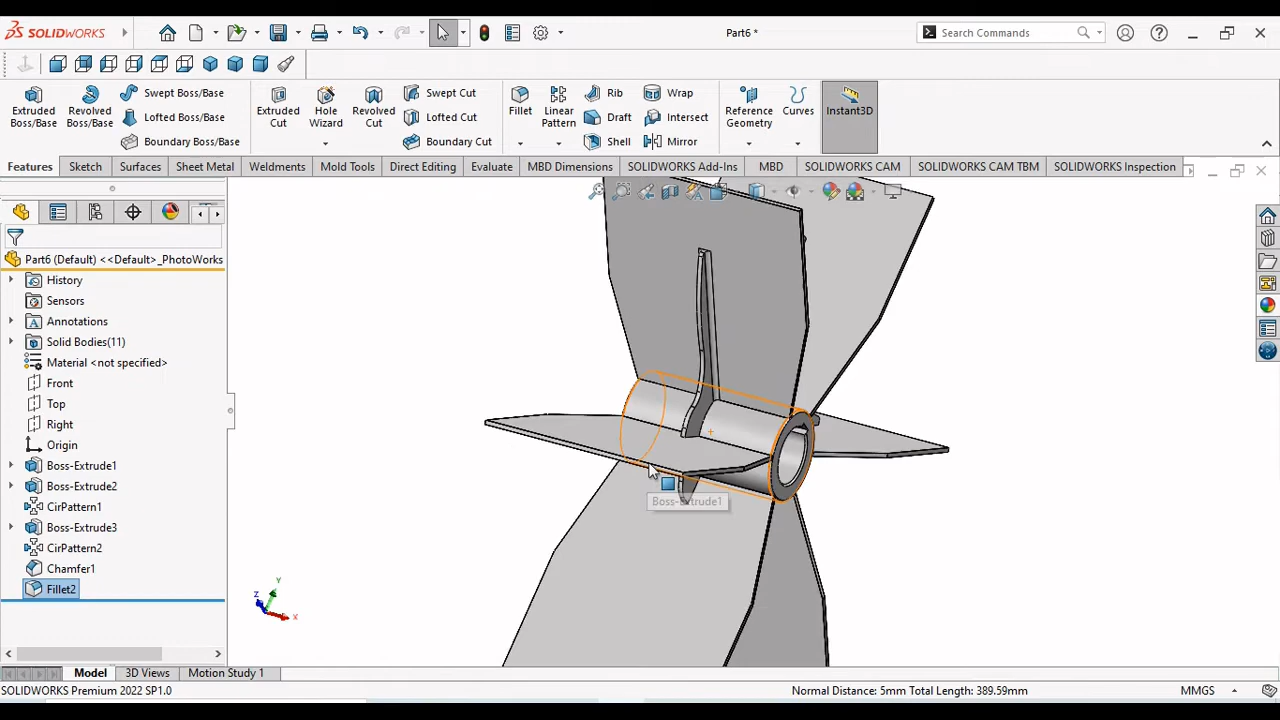 SOLIDWORKS
Part6 *
Search Commands
Extruded Boss/Base
Revolved Boss/Base
Swept Boss/Base
Lofted Boss/Base
Boundary Boss/Base
Extruded Cut
Hole Wizard
Revolved Cut
Swept Cut
Lofted Cut
Boundary Cut
Fillet
Linear Pattern
Rib
Draft
Shell
Wrap
Intersect
Mirror
Reference Geometry
Curves
Instant3D
Features
Sketch
Surfaces
Sheet Metal
Weldments
Mold Tools
Direct Editing
Evaluate
MBD Dimensions
SOLIDWORKS Add-Ins
MBD
SOLIDWORKS CAM
SOLIDWORKS CAM TBM
SOLIDWORKS Inspection
Part6 (Default) <<Default>_PhotoWorks
History
Sensors
Annotations
Solid Bodies(11)
Material <not specified>
Front
Top
Right
Origin
Boss-Extrude1
Boss-Extrude2
CirPattern1
Boss-Extrude3
CirPattern2
Chamfer1
Fillet2
Boss-Extrude1
Y
Z
X
Model
3D Views
Motion Study 1
SOLIDWORKS Premium 2022 SP1.0
Normal Distance: 5mm Total Length: 389.59mm
MMGS